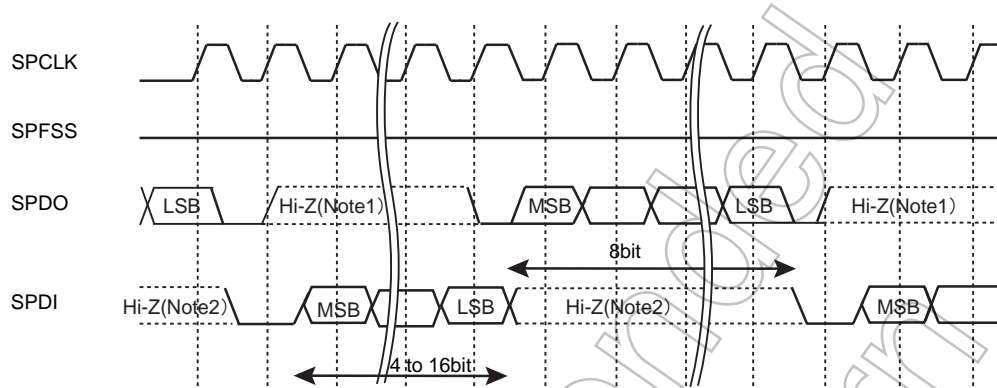 SPCLK
SPFSS
SPDO
LSB
Hi-Z(Note1)
MSB
LSB
Hi-Z(Note1)
8bit
SPDI
Hi-Z(Note2)
MSB
LSB
Hi-Z(Note2)
MSB
4 to 16bit